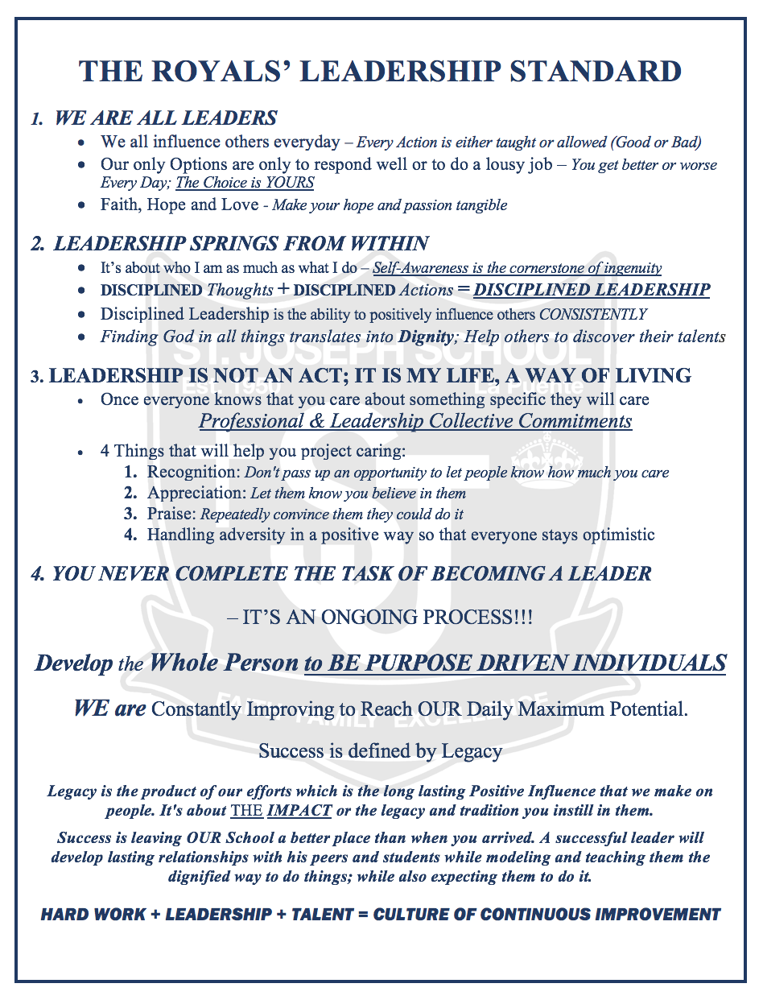 THE ROYALS’ LEADERSHIP STANDARD
1. WE ARE ALL LEADERS
• We all influence others everyday – Every Action is either taught or allowed (Good or Bad)
• Our only Options are only to respond well or to do a lousy job – You get better or worse
Every Day; The Choice is YOURS
• Faith, Hope and Love - Make your hope and passion tangible
2. LEADERSHIP SPRINGS FROM WITHIN
• It’s about who I am as much as what I do – Self-Awareness is the cornerstone of ingenuity
• DISCIPLINED Thoughts + DISCIPLINED Actions = DISCIPLINED LEADERSHIP
• Disciplined Leadership is the ability to positively influence others CONSISTENTLY
• Finding God in all things translates into Dignity; Help others to discover their talents
ST. JOSEPH SCHOOL
3. LEADERSHIP IS NOT AN ACT; IT IS MY LIFE, A WAY OF LIVING
Est. 1950 La Puente
• Once everyone knows that you care about something specific they will care
Professional & Leadership Collective Commitments
• 4 Things that will help you project caring:
1. Recognition: Don't pass up an opportunity to let people know how much you care
2. Appreciation: Let them know you believe in them
3. Praise: Repeatedly convince them they could do it
4. Handling adversity in a positive way so that everyone stays optimistic
SJ
4. YOU NEVER COMPLETE THE TASK OF BECOMING A LEADER
– IT’S AN ONGOING PROCESS!!!
Develop the Whole Person to BE PURPOSE DRIVEN INDIVIDUALS
WE are Constantly Improving to Reach OUR Daily Maximum Potential.
FAITH FAMILY EXCELLENCE
Success is defined by Legacy
Legacy is the product of our efforts which is the long lasting Positive Influence that we make on
people. It's about THE IMPACT or the legacy and tradition you instill in them.
Success is leaving OUR School a better place than when you arrived. A successful leader will
develop lasting relationships with his peers and students while modeling and teaching them the
dignified way to do things; while also expecting them to do it.
HARD WORK + LEADERSHIP + TALENT = CULTURE OF CONTINUOUS IMPROVEMENT